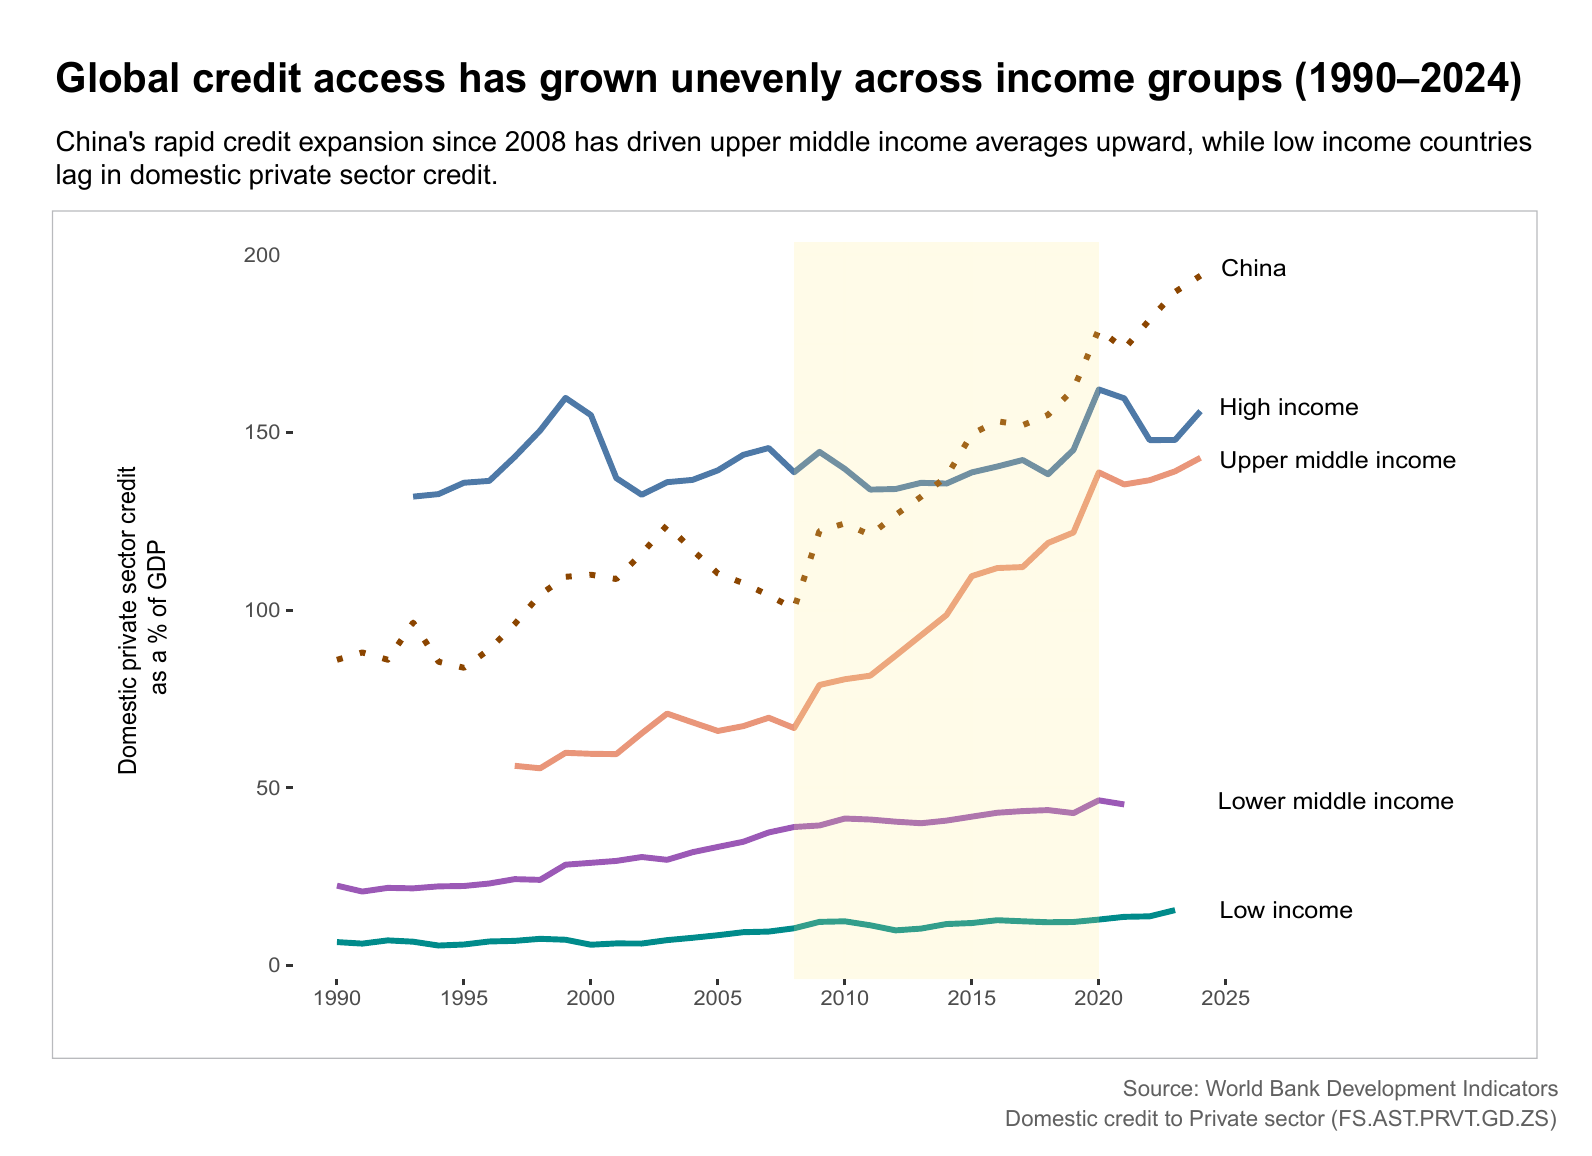 Global credit access has grown unevenly across income groups (1990–2024)
China's rapid credit expansion since 2008 has driven upper middle income averages upward, while low income countries
lag in domestic private sector credit.
Domestic private sector credit
as a % of GDP
200
150
100
50
0
China
High income
Upper middle income
Lower middle income
Low income
1990 1995 2000 2005 2010 2015 2020 2025
Source: World Bank Development Indicators
Domestic credit to Private sector (FS.AST.PRVT.GD.ZS)